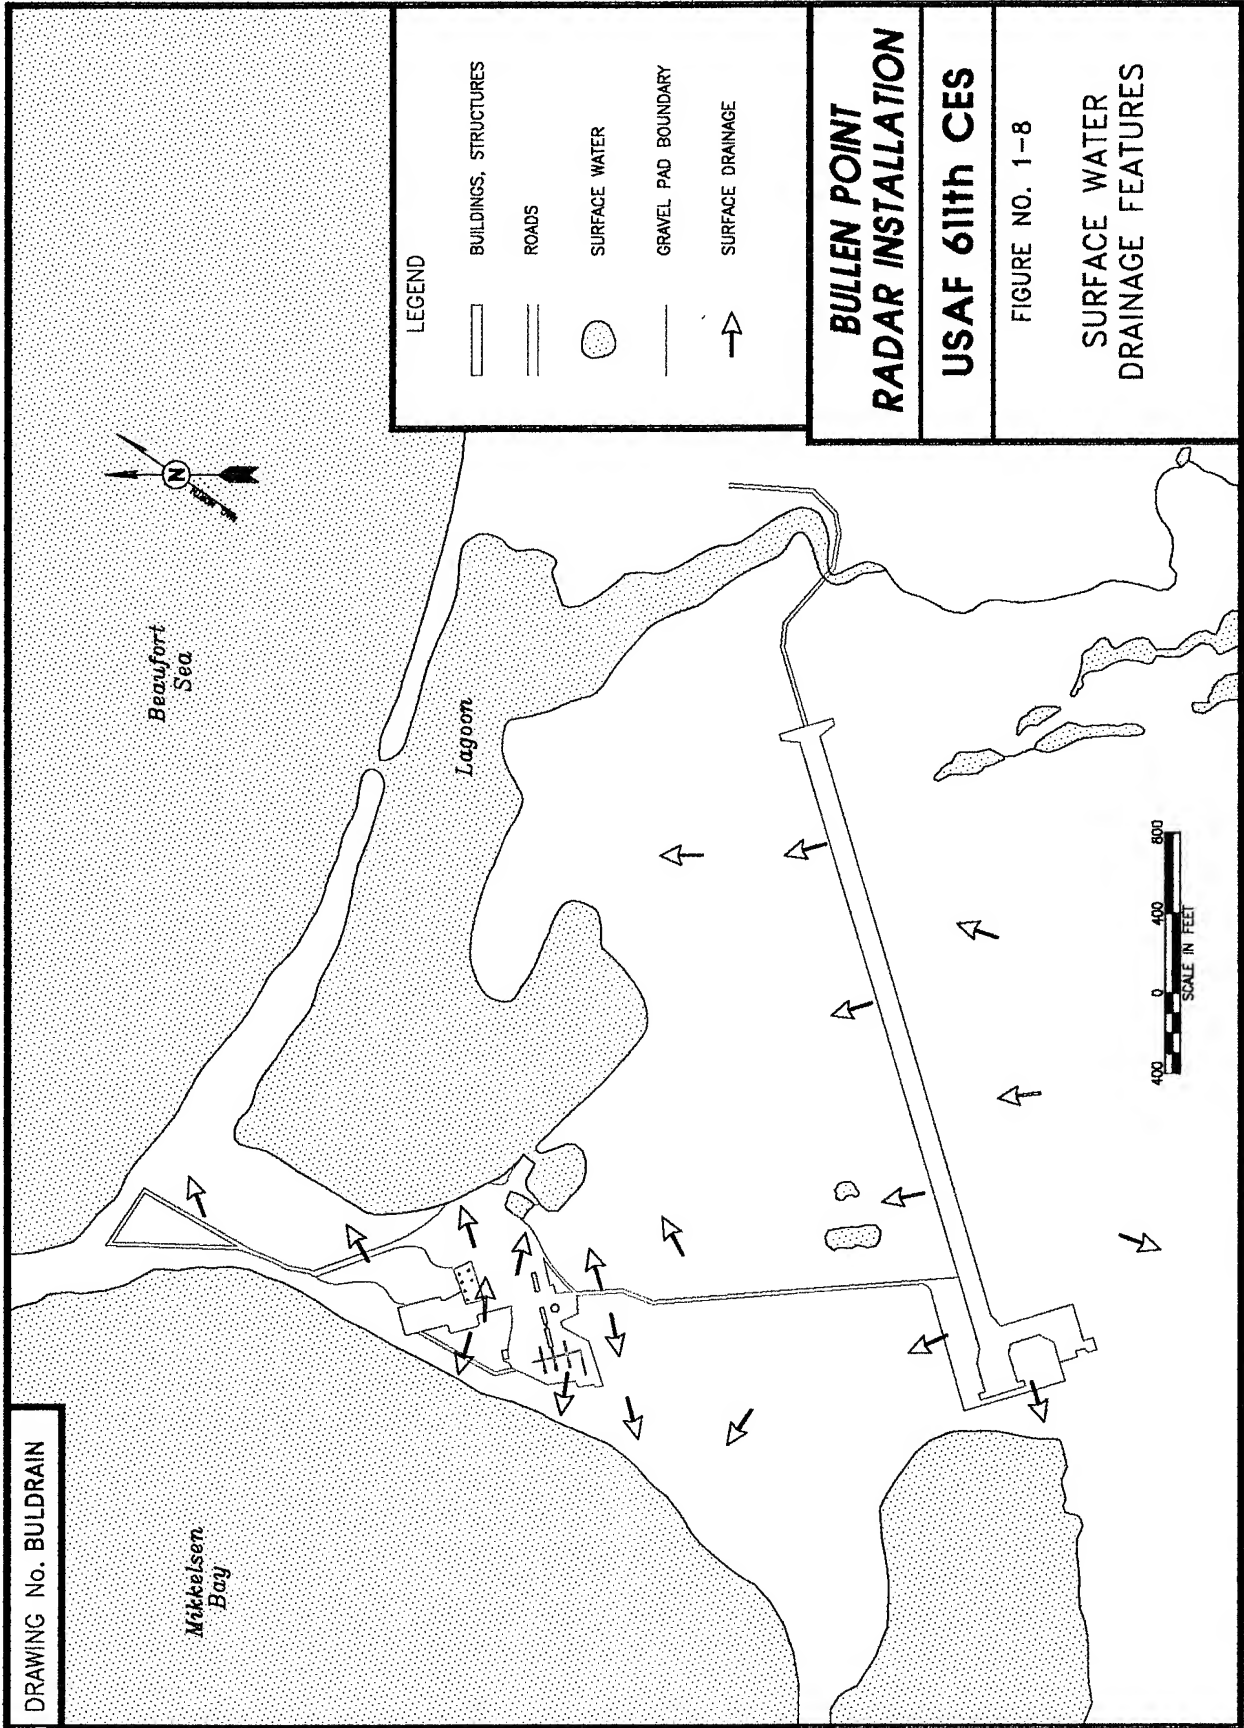 DRAWING No. BULDRAIN
Mikkelsen
Bay
Beaufort
Sea
Lagoon
N
400 0 400 800
SCALE IN FEET
LEGEND
BUILDINGS, STRUCTURES
ROADS
SURFACE WATER
GRAVEL PAD BOUNDARY
SURFACE DRAINAGE
BULLEN POINT
RADAR INSTALLATION
USAF 611th CES
FIGURE NO. 1-8
SURFACE WATER
DRAINAGE FEATURES